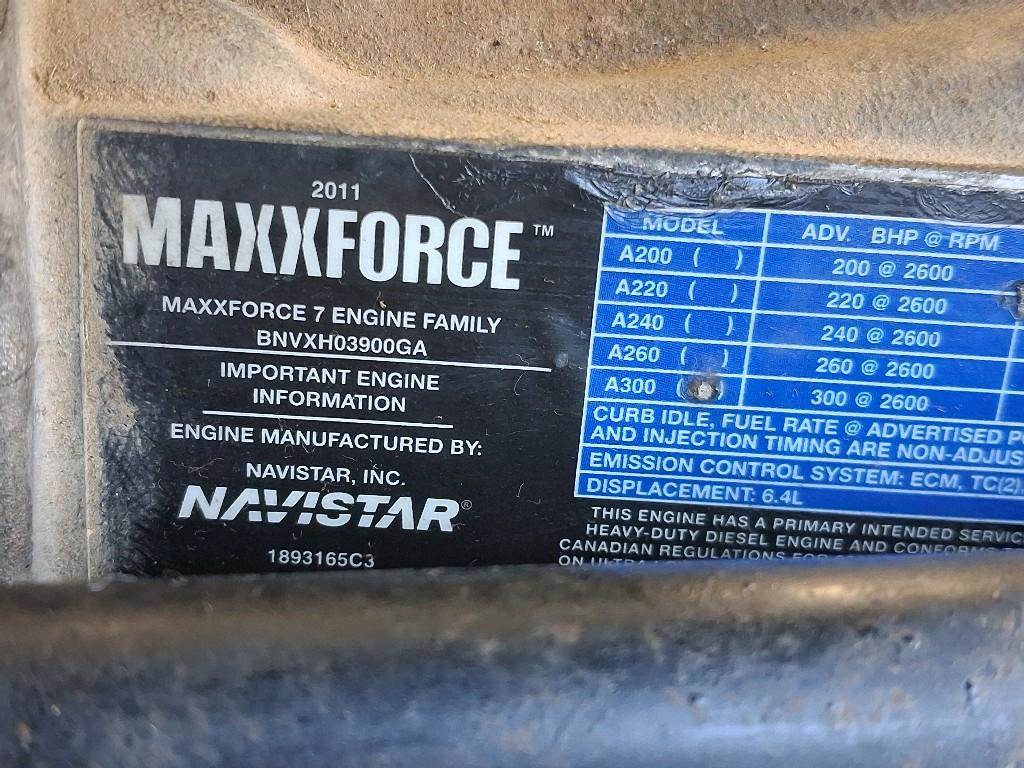 2011
MAXXFORCE™
MAXXFORCE 7 ENGINE FAMILY
BNVXH03900GA
IMPORTANT ENGINE
INFORMATION
ENGINE MANUFACTURED BY:
NAVISTAR, INC.
NAVISTAR®
1893165C3
MODEL ADV. BHP @ RPM
A200 ( ) 200 @ 2600
A220 ( ) 220 @ 2600
A240 ( ) 240 @ 2600
A260 ( ) 260 @ 2600
A300 ( ) 300 @ 2600
CURB IDLE, FUEL RATE @ ADVERTISED
AND INJECTION TIMING ARE NON-ADJUS
EMISSION CONTROL SYSTEM: ECM, TC(2),
DISPLACEMENT: 6.4L
THIS ENGINE HAS A PRIMARY INTENDED SERVIC
HEAVY-DUTY DIESEL ENGINE AND CONFORMS
CANADIAN REGULATIONS
ON